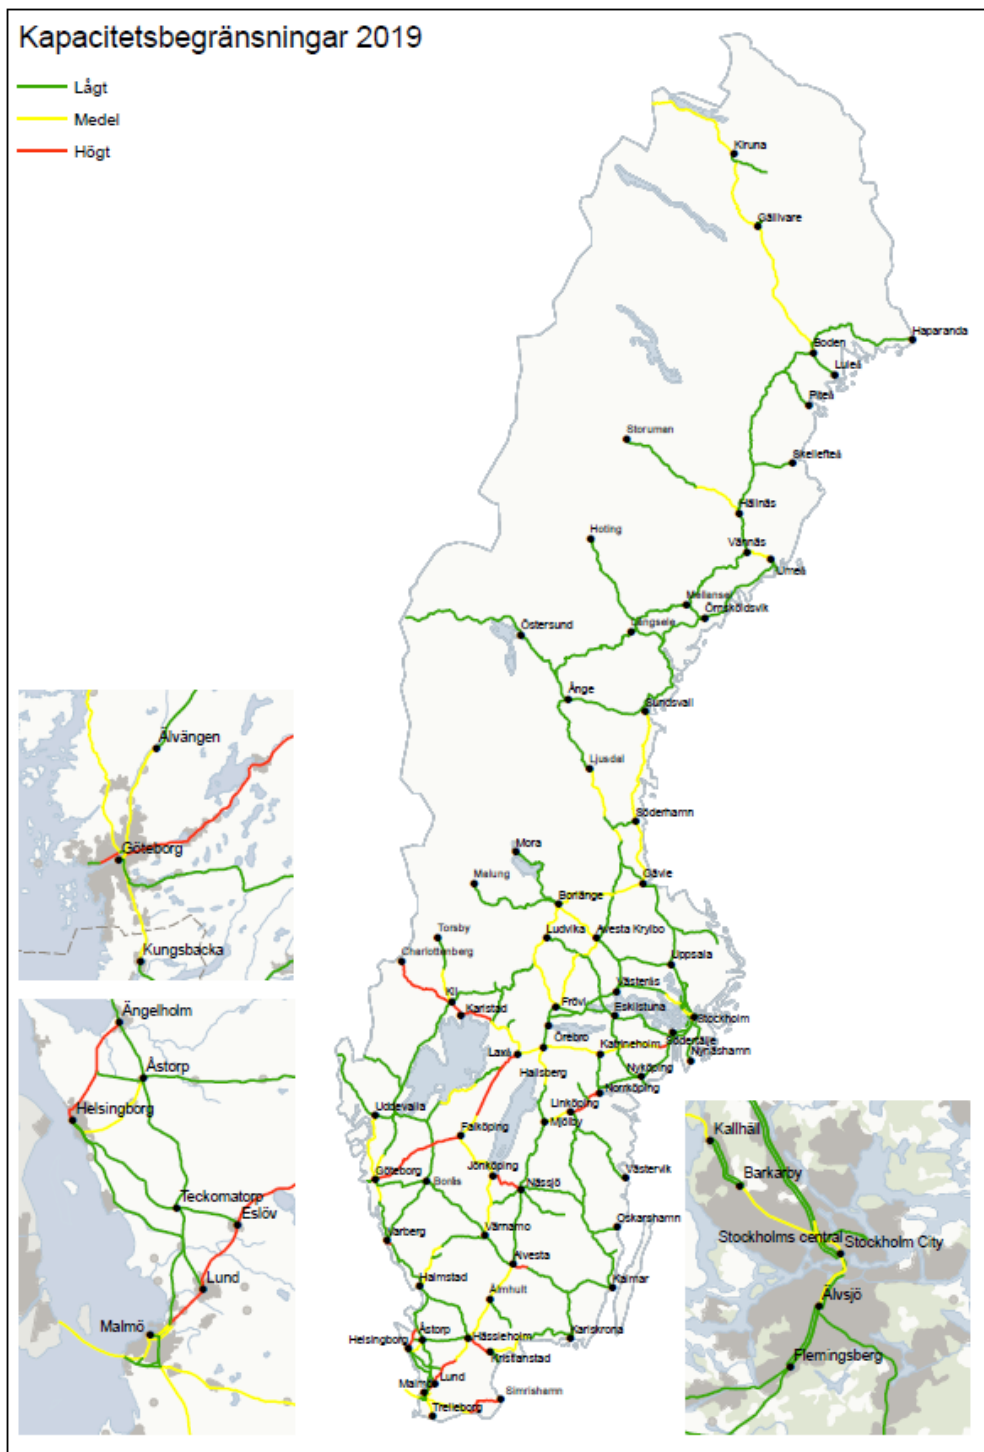 Kapacitetsbegränsningar 2019
Lågt
Medel
Högt
Kiruna
Gällivare
Haparanda
Boden
Luleå
Piteå
Storuman
Skellefteå
Hällnäs
Hoting
Vännäs
Umeå
Mellansel
Örnsköldsvik
Östersund
Långsele
Ånge
Sundsvall
Ljusdal
Söderhamn
Mora
Malung
Gävle
Borlänge
Torsby
Ludvika
Avesta Krylbo
Charlottenberg
Uppsala
Kil
Västerås
Karlstad
Frövi
Eskilstuna
Stockholm
Örebro
Södertälje
Laxå
Katrineholm
Nynäshamn
Hallsberg
Nyköping
Norrköping
Uddevalla
Linköping
Mjölby
Falköping
Göteborg
Borås
Jönköping
Västervik
Nässjö
Varberg
Värnamo
Oskarshamn
Alvesta
Halmstad
Kalmar
Älmhult
Helsingborg
Åstorp
Hässleholm
Karlskrona
Kristianstad
Malmö
Lund
Simrishamn
Trelleborg
Älvängen
Göteborg
Kungsbacka
Ängelholm
Åstorp
Helsingborg
Teckomatorp
Eslöv
Lund
Malmö
Kallhäll
Barkarby
Stockholms central
Stockholm City
Älvsjö
Flemingsberg